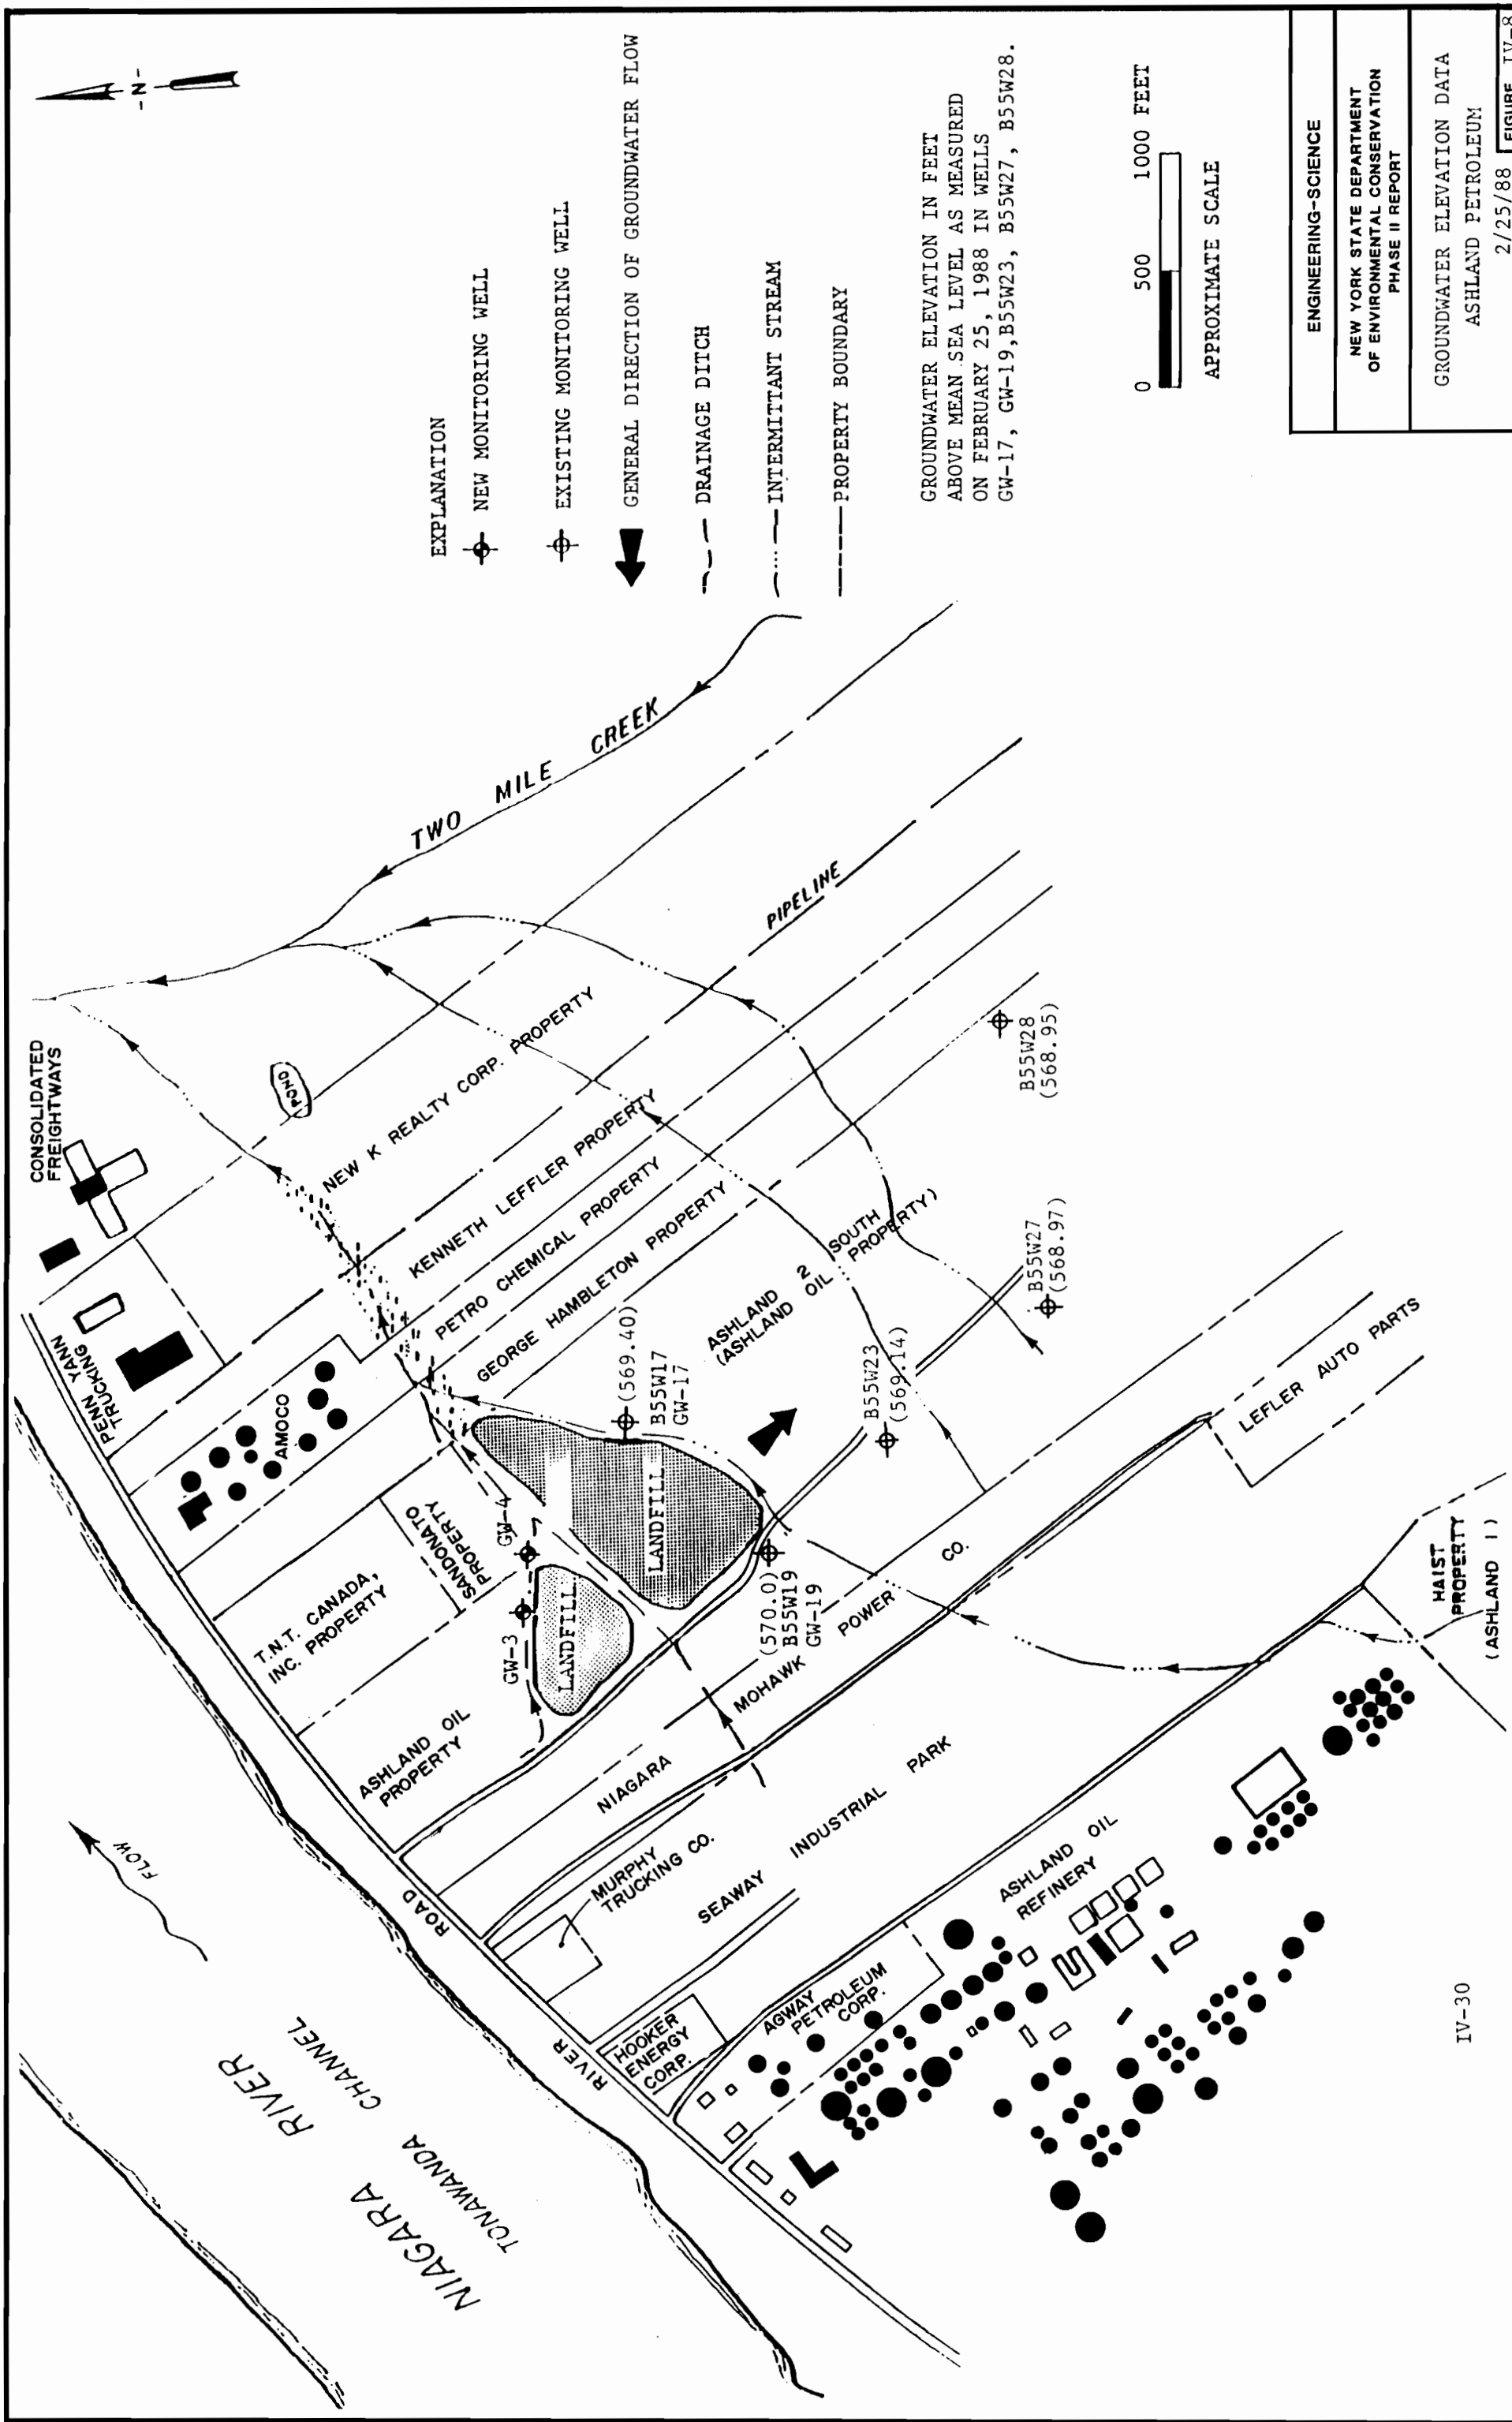 -N-
EXPLANATION
NEW MONITORING WELL
EXISTING MONITORING WELL
GENERAL DIRECTION OF GROUNDWATER FLOW
DRAINAGE DITCH
INTERMITTANT STREAM
PROPERTY BOUNDARY
GROUNDWATER ELEVATION IN FEET
ABOVE MEAN SEA LEVEL AS MEASURED
ON FEBRUARY 25, 1988 IN WELLS
GW-17, GW-19,B55W23, B55W27, B55W28.
0 500 1000 FEET
APPROXIMATE SCALE
ENGINEERING-SCIENCE
NEW YORK STATE DEPARTMENT
OF ENVIRONMENTAL CONSERVATION
PHASE II REPORT
GROUNDWATER ELEVATION DATA
ASHLAND PETROLEUM
2/25/88
FIGURE IV-8
CONSOLIDATED
FREIGHTWAYS
PENN YANN
TRUCKING
AMOCO
POND
TWO MILE CREEK
PIPELINE
NEW K REALTY CORP. PROPERTY
KENNETH LEFFLER PROPERTY
PETRO CHEMICAL PROPERTY
GEORGE HAMBLETON PROPERTY
ASHLAND 2
(ASHLAND OIL SOUTH PROPERTY)
T.N.T. CANADA,
INC. PROPERTY
SANDONATO
PROPERTY
GW-4
GW-3
LANDFILL
LANDFILL
(569.40)
B55W17
GW-17
(570.0)
B55W19
GW-19
B55W23
(569.14)
B55W27
(568.97)
B55W28
(568.95)
ASHLAND OIL
PROPERTY
NIAGARA MOHAWK POWER CO.
LEFLER AUTO PARTS
HAIST
PROPERTY
(ASHLAND 1)
MURPHY
TRUCKING CO.
SEAWAY INDUSTRIAL PARK
HOOKER
ENERGY
CORP.
AGWAY
PETROLEUM
CORP.
ASHLAND OIL
REFINERY
RIVER ROAD
FLOW
NIAGARA RIVER
TONAWANDA CHANNEL
IV-30